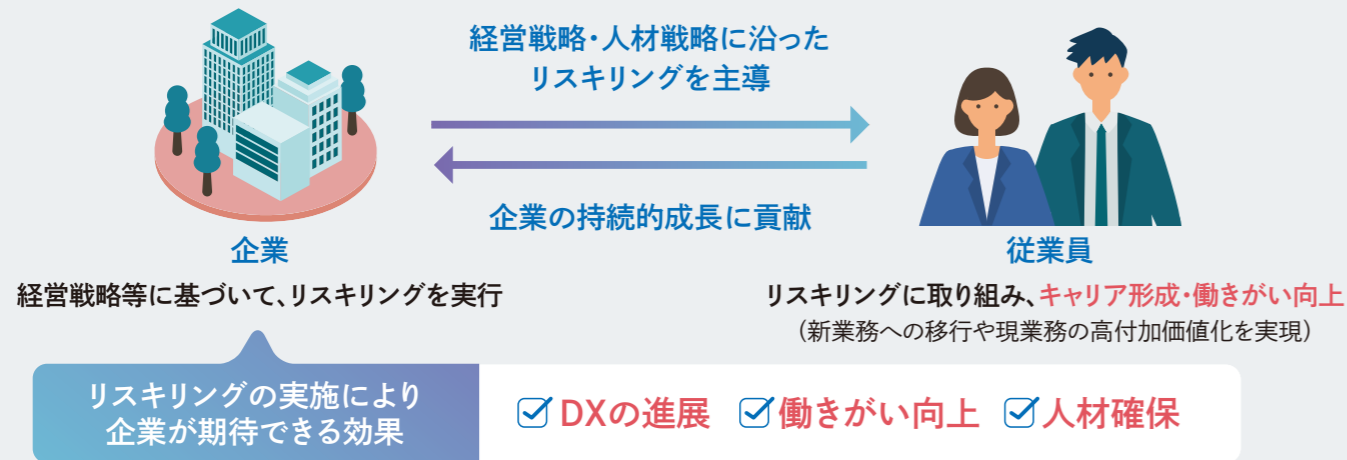 経営戦略・人材戦略に沿った
リスキリングを主導
企業の持続的成長に貢献
企業
経営戦略等に基づいて、リスキリングを実行
従業員
リスキリングに取り組み、キャリア形成・働きがい向上
（新業務への移行や現業務の高付加価値化を実現）
リスキリングの実施により
企業が期待できる効果
☑DXの進展 ☑働きがい向上 ☑人材確保